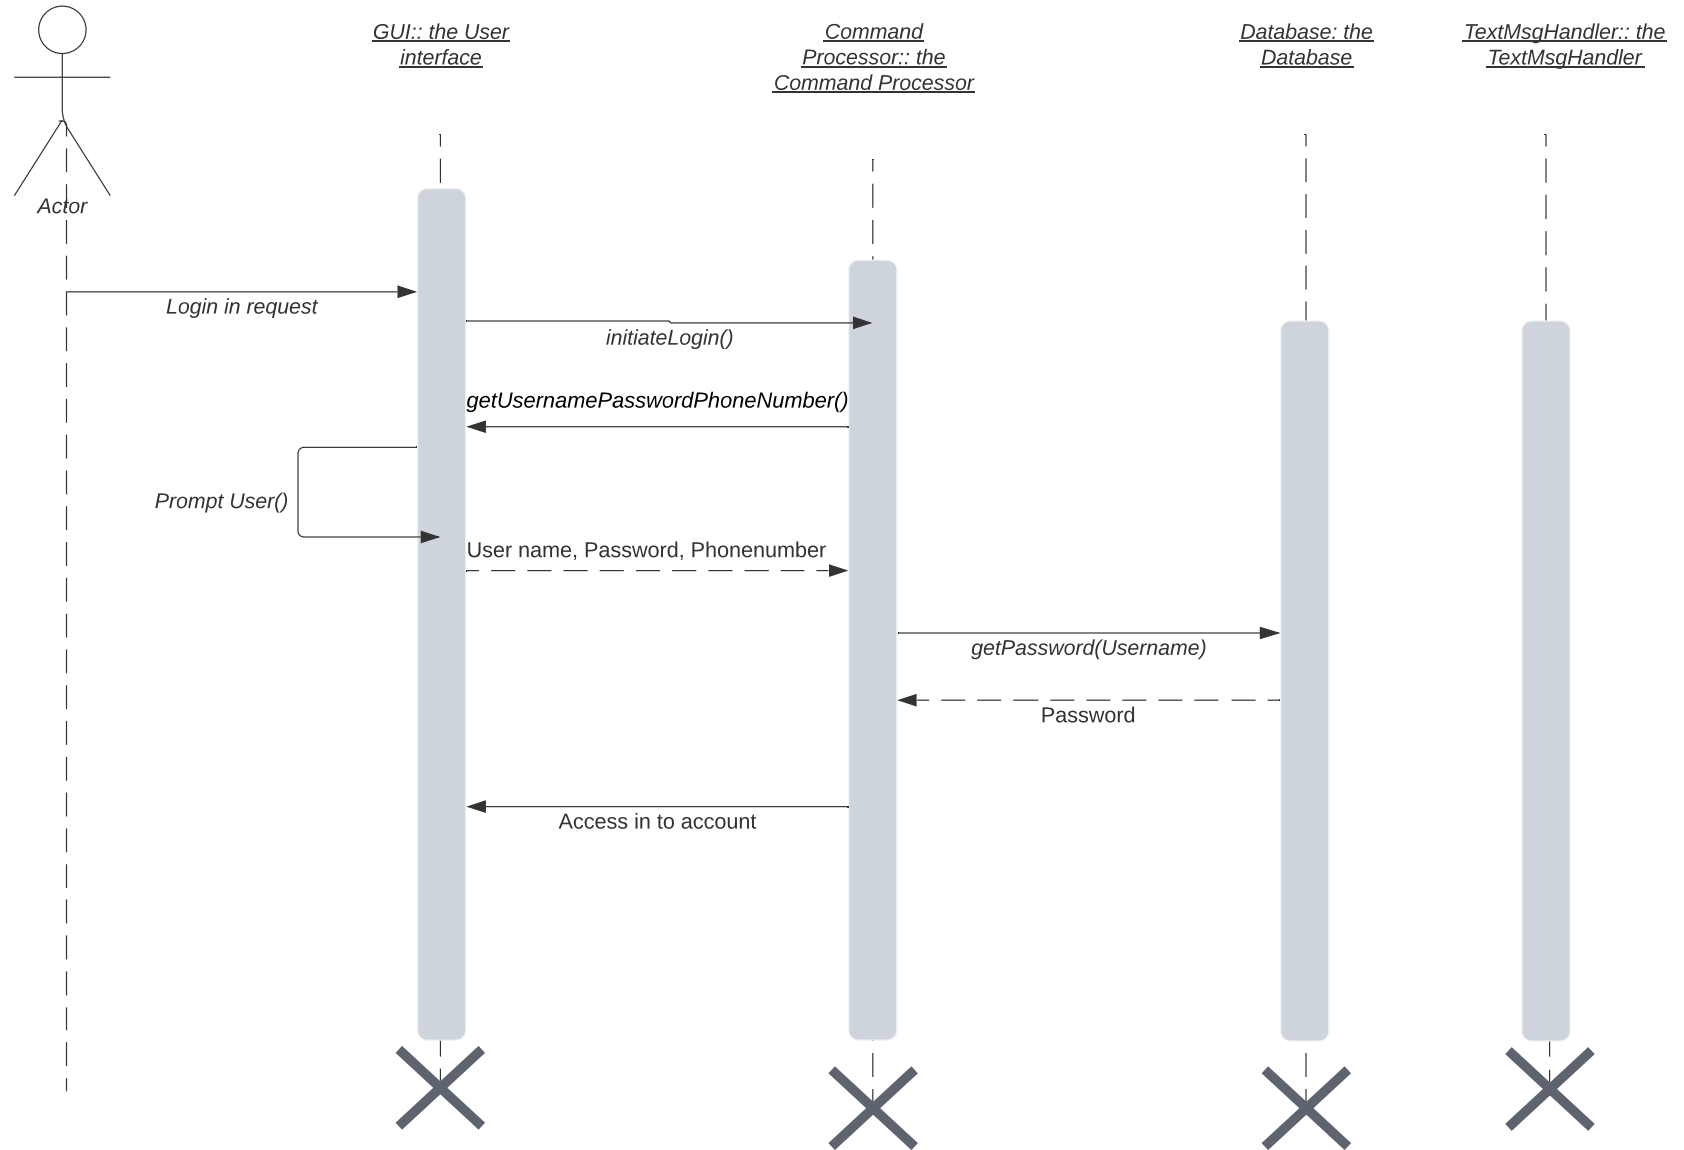 GUI:: the User
interface
Command
Processor:: the
Command Processor
Database: the
Database
TextMsgHandler:: the
TextMsgHandler
Actor
Login in request
initiateLogin()
getUsernamePasswordPhoneNumber()
Prompt User()
User name, Password, Phonenumber
getPassword(Username)
Password
Access in to account